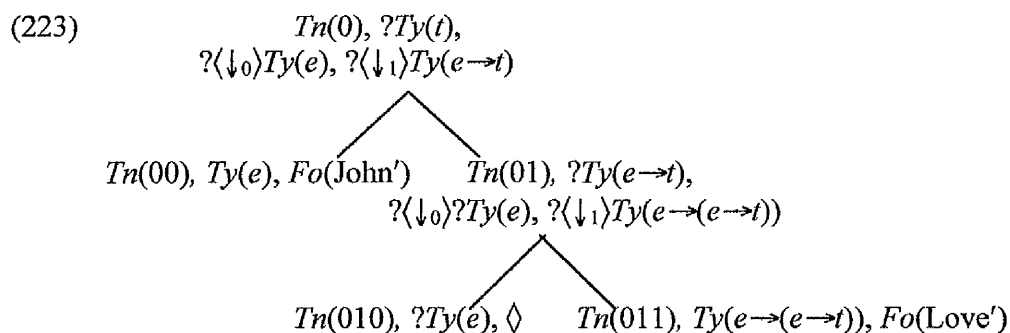 (223) Tn(0), ?Ty(t),
?⟨↓₀⟩Ty(e), ?⟨↓₁⟩Ty(e→t)
Tn(00), Ty(e), Fo(John′) Tn(01), ?Ty(e→t),
?⟨↓₀⟩?Ty(e), ?⟨↓₁⟩Ty(e→(e→t))
Tn(010), ?Ty(e), ◊ Tn(011), Ty(e→(e→t)), Fo(Love′)